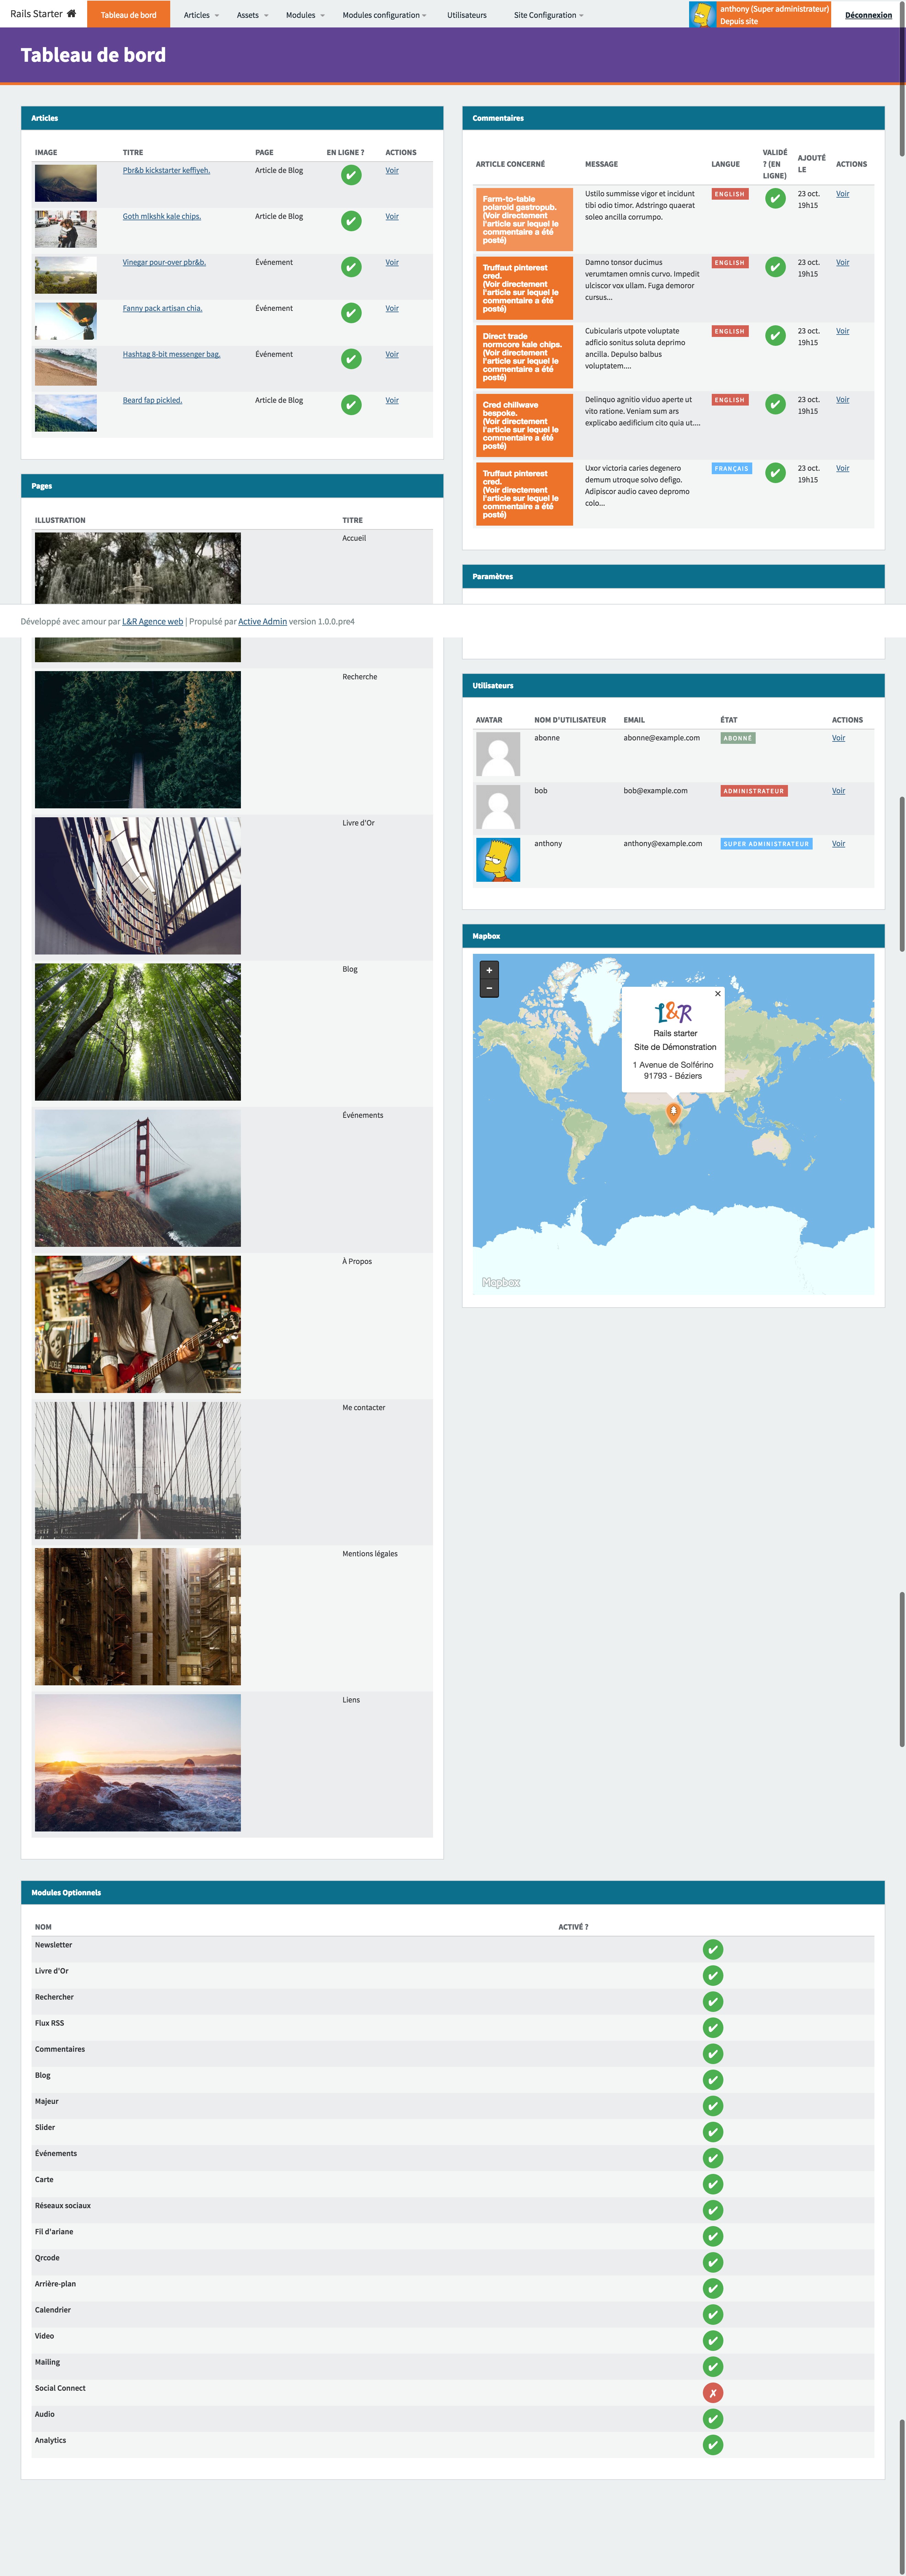 Rails Starter
Tableau de bord
Articles
Assets
Modules
Modules configuration
Utilisateurs
Site Configuration
anthony (Super administrateur)
Depuis site
Déconnexion
Tableau de bord
Articles
IMAGE TITRE PAGE EN LIGNE ? ACTIONS
Pbr&b kickstarter keffiyeh. Article de Blog Voir
Goth mlkshk kale chips. Article de Blog Voir
Vinegar pour-over pbr&b. Événement Voir
Fanny pack artisan chia. Événement Voir
Hashtag 8-bit messenger bag. Événement Voir
Beard fap pickled. Article de Blog Voir
Commentaires
ARTICLE CONCERNÉ
MESSAGE
LANGUE
VALIDÉ
? (EN
LIGNE)
AJOUTÉ
LE
ACTIONS
Farm-to-table
polaroid gastropub.
(Voir directement
l'article sur lequel le
commentaire a été
posté)
Ustilo summisse vigor et incidunt
tibi odio timor. Adstringo quaerat
soleo ancilla corrumpo.
ENGLISH
23 oct.
19h15
Voir
Truffaut pinterest
cred.
(Voir directement
l'article sur lequel le
commentaire a été
posté)
Damno tonsor ducimus
verumtamen omnis curvo. Impedit
ulciscor vox ullam. Fuga demoror
cursus...
ENGLISH
23 oct.
19h15
Voir
Direct trade
normcore kale chips.
(Voir directement
l'article sur lequel le
commentaire a été
posté)
Cubicularis utpote voluptate
adficio sonitus soluta deprimo
ancilla. Depulso balbus
voluptatem....
ENGLISH
23 oct.
19h15
Voir
Cred chillwave
bespoke.
(Voir directement
l'article sur lequel le
commentaire a été
posté)
Delinquo agnitio viduo aperte ut
vito ratione. Veniam sum ars
explicabo aedificium cito quia ut....
ENGLISH
23 oct.
19h15
Voir
Truffaut pinterest
cred.
(Voir directement
l'article sur lequel le
commentaire a été
posté)
Uxor victoria caries degenero
demum utroque solvo defigo.
Adipiscor audio caveo depromo
colo...
FRANÇAIS
23 oct.
19h15
Voir
Pages
ILLUSTRATION TITRE
Accueil
Paramètres
Développé avec amour par L&R Agence web | Propulsé par Active Admin version 1.0.0.pre4
Recherche
Livre d'Or
Blog
Événements
À Propos
Me contacter
Mentions légales
Liens
Utilisateurs
AVATAR NOM D'UTILISATEUR EMAIL ÉTAT ACTIONS
abonne abonne@example.com ABONNÉ Voir
bob bob@example.com ADMINISTRATEUR Voir
anthony anthony@example.com SUPER ADMINISTRATEUR Voir
Mapbox
+
−
×
L&R
Rails starter
Site de Démonstration
1 Avenue de Solférino
91793 - Béziers
Mapbox
Modules Optionnels
NOM ACTIVÉ ?
Newsletter
Livre d'Or
Rechercher
Flux RSS
Commentaires
Blog
Majeur
Slider
Événements
Carte
Réseaux sociaux
Fil d'ariane
Qrcode
Arrière-plan
Calendrier
Video
Mailing
Social Connect
Audio
Analytics